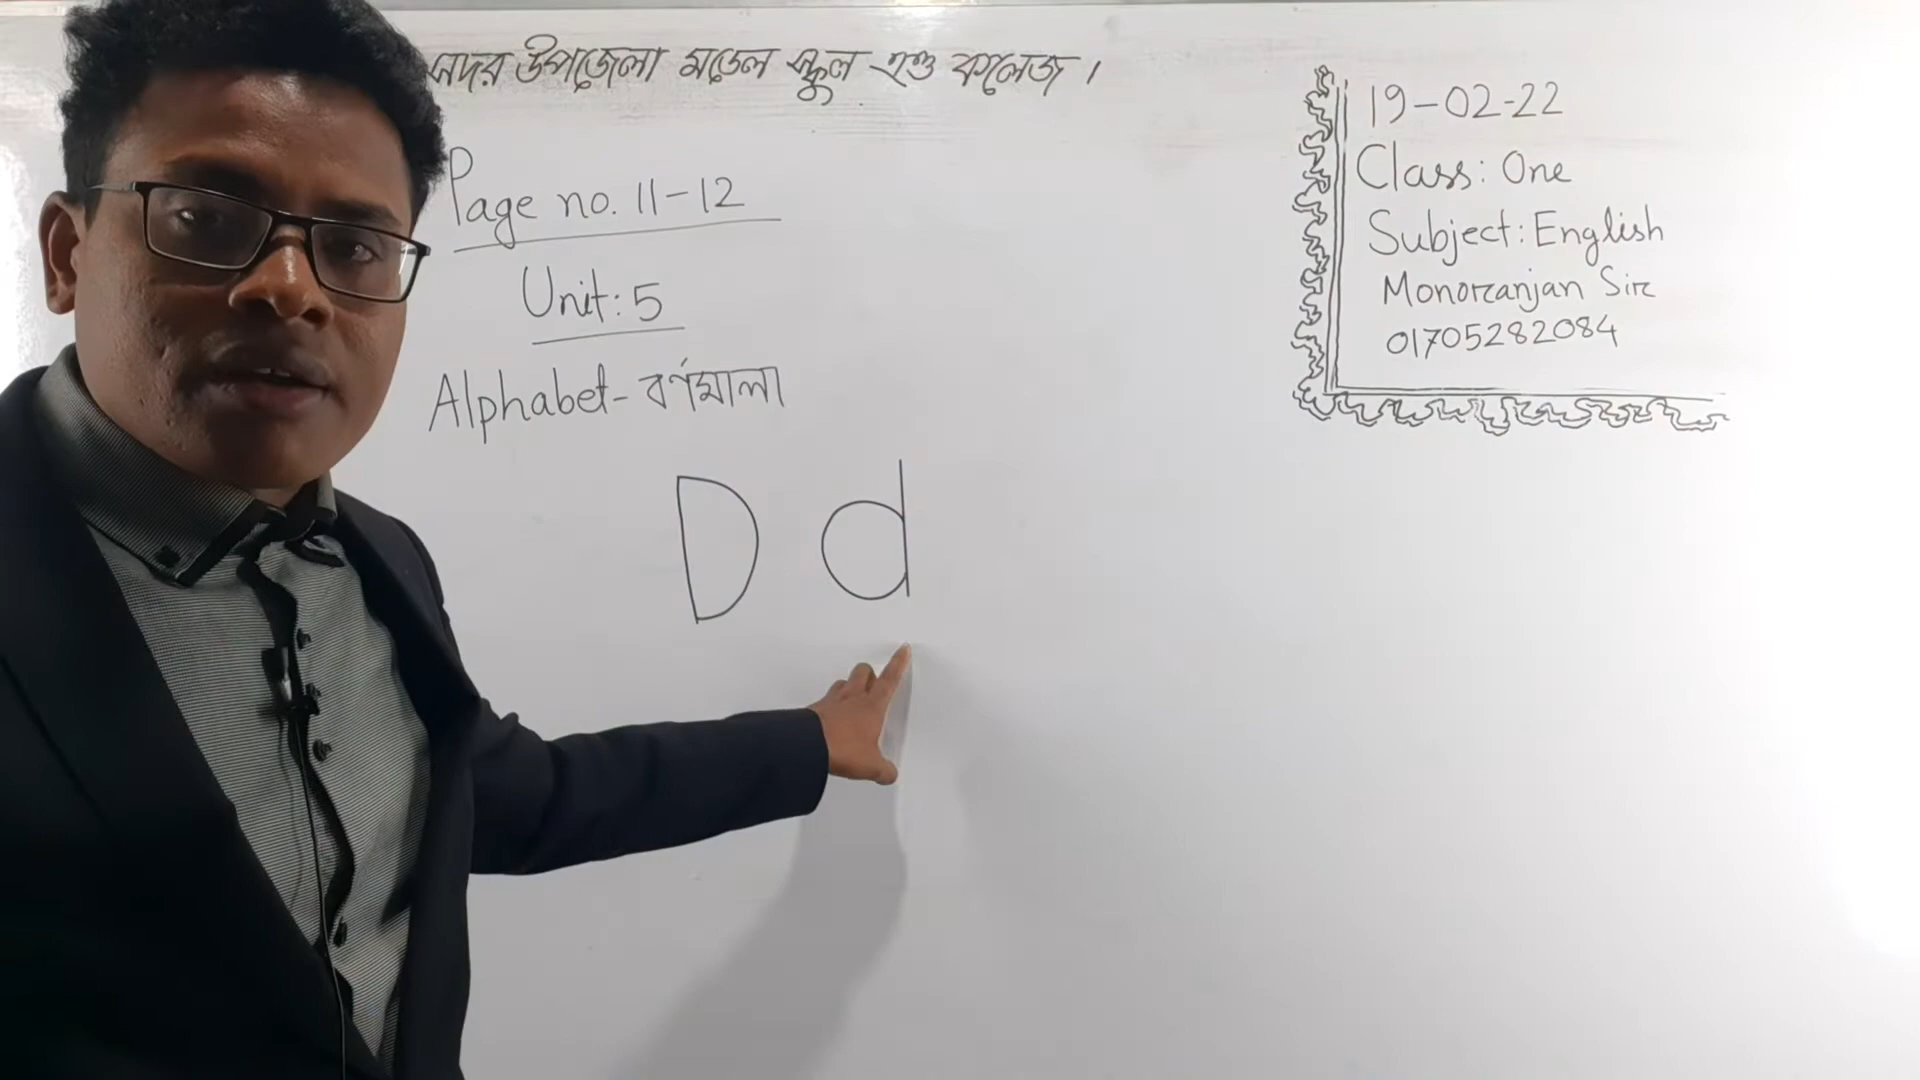 সদর উপজেলা মডেল স্কুল এণ্ড কলেজ।
Page no. 11-12
Unit: 5
Alphabet- বর্ণমালা
D d
19-02-22
Class: One
Subject: English
Monoranjan Sir
01705282084